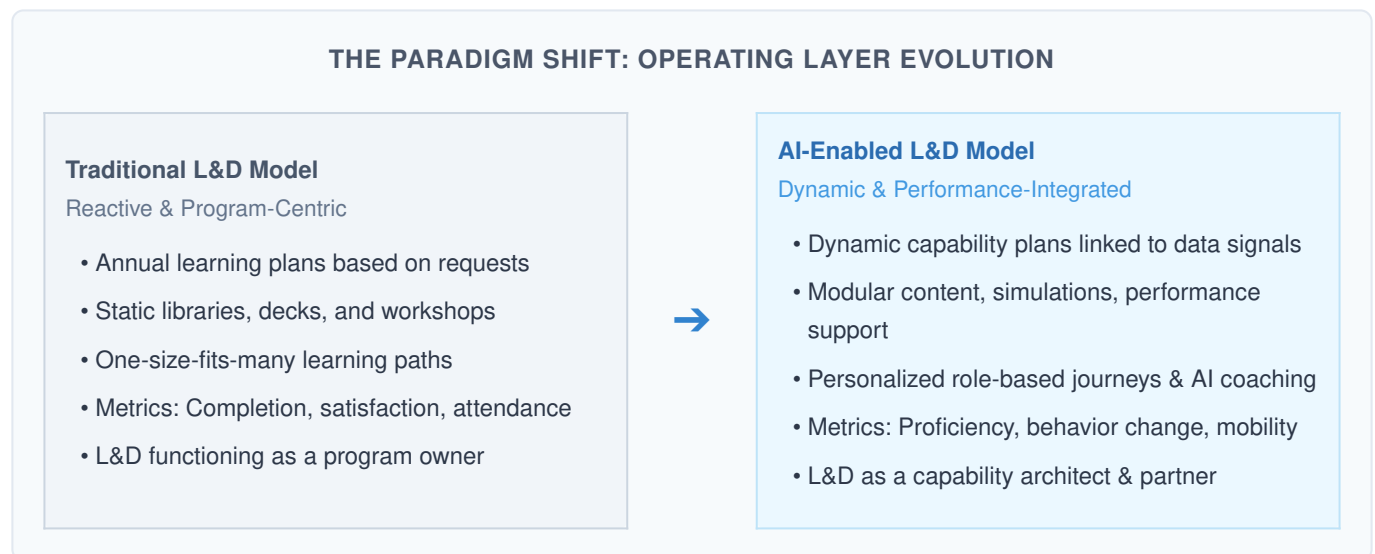 THE PARADIGM SHIFT: OPERATING LAYER EVOLUTION
Traditional L&D Model
Reactive & Program-Centric
• Annual learning plans based on requests
• Static libraries, decks, and workshops
• One-size-fits-many learning paths
• Metrics: Completion, satisfaction, attendance
• L&D functioning as a program owner
➔
AI-Enabled L&D Model
Dynamic & Performance-Integrated
• Dynamic capability plans linked to data signals
• Modular content, simulations, performance
support
• Personalized role-based journeys & AI coaching
• Metrics: Proficiency, behavior change, mobility
• L&D as a capability architect & partner